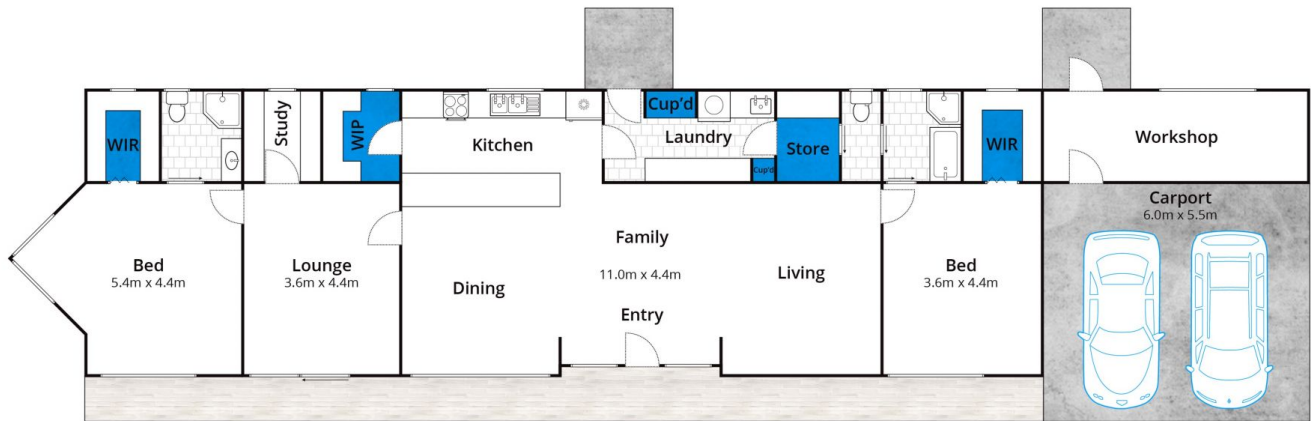 WIR
Study
WIP
Kitchen
Cup'd
Laundry
Cup'd
Store
WIR
Workshop
Bed
5.4m x 4.4m
Lounge
3.6m x 4.4m
Dining
Family
11.0m x 4.4m
Entry
Living
Bed
3.6m x 4.4m
Carport
6.0m x 5.5m